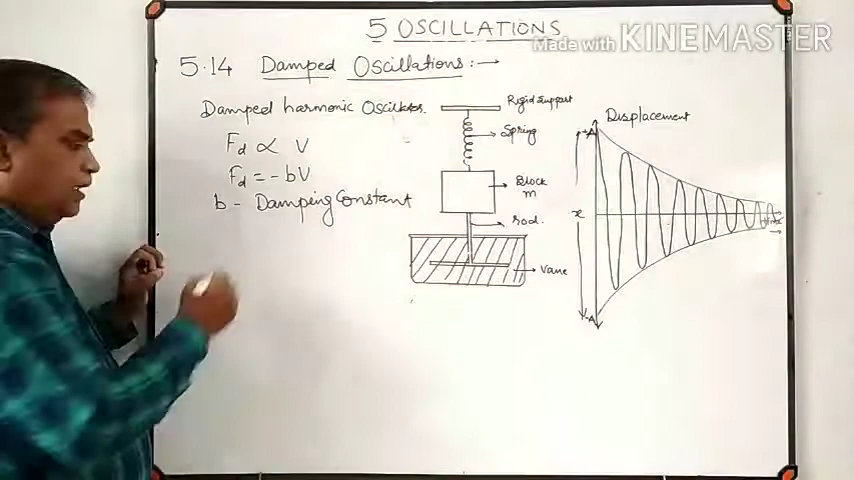 5 OSCILLATIONS
Made with KINEMASTER
5.14 Damped Oscillations:→
Damped harmonic
Rigid Support
Displacement
Spring
+A
Fd ∝ V
Fd = -bV
Block
m
b - Damping Constant
x
rod.
Vane
-A